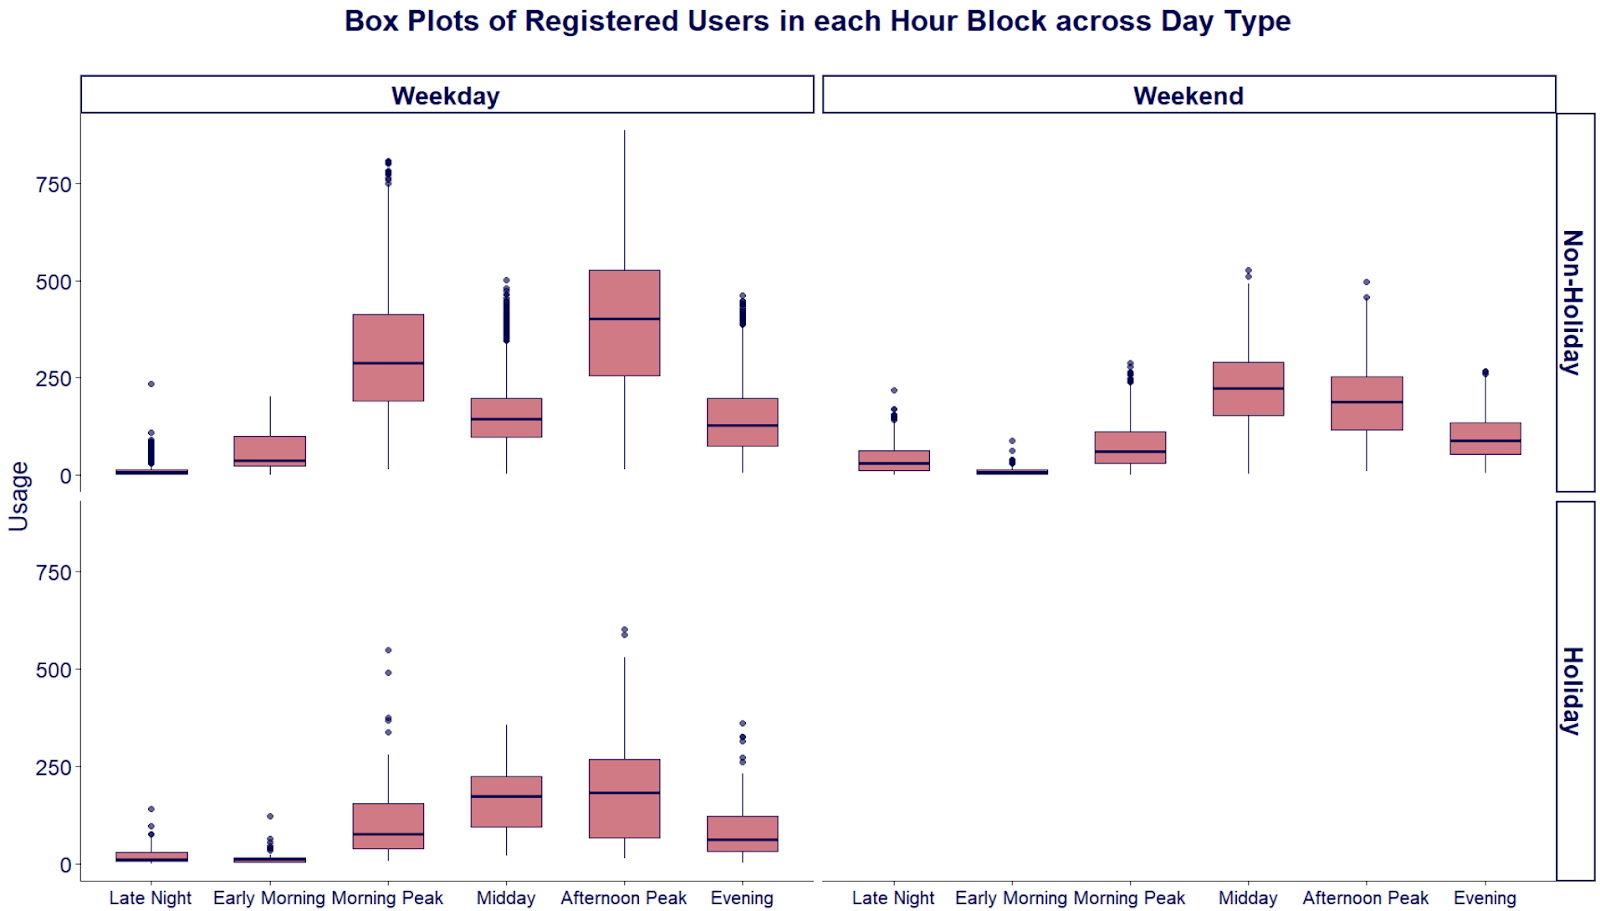 Box Plots of Registered Users in each Hour Block across Day Type
Weekday
Weekend
750
500
250
0
Non-Holiday
Usage
750
500
250
0
Holiday
Late Night Early Morning Morning Peak Midday Afternoon Peak Evening
Late Night Early Morning Morning Peak Midday Afternoon Peak Evening